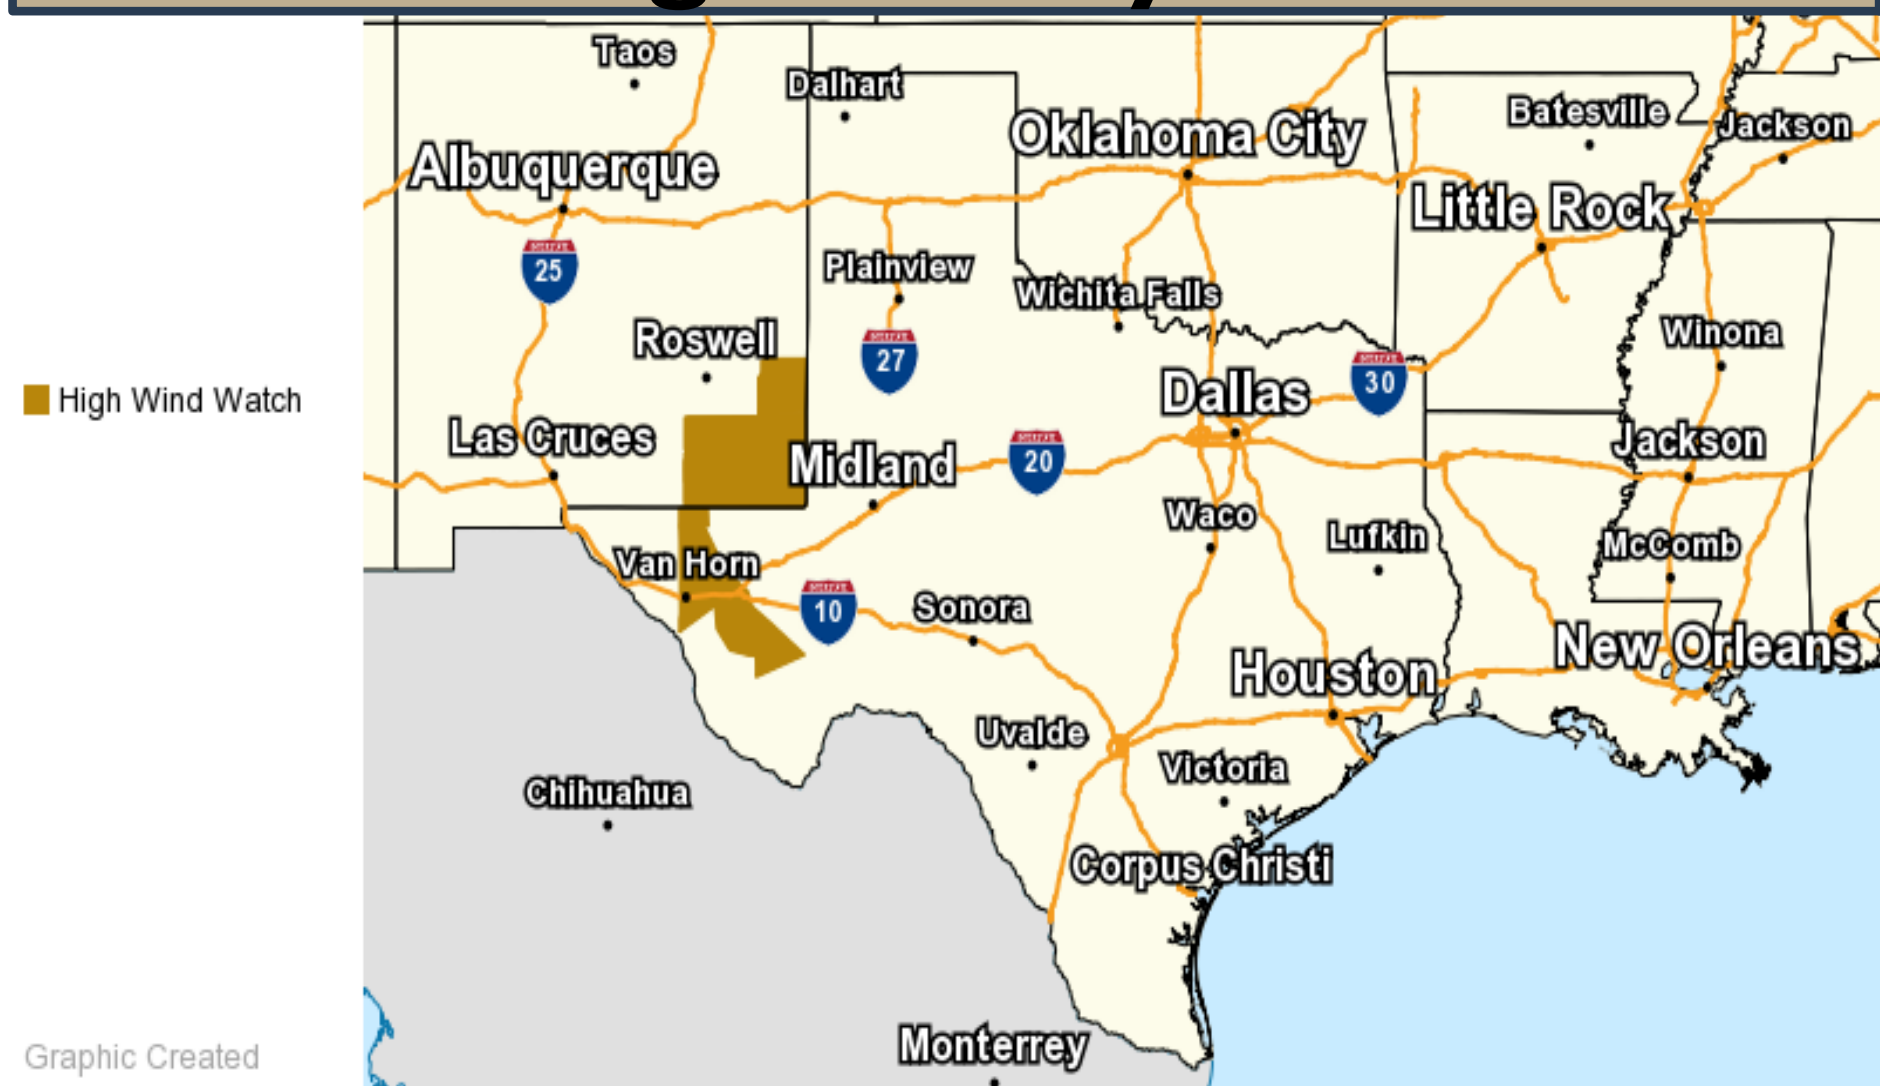 Taos
Dalhart
Oklahoma City
Batesville
Jackson
Albuquerque
Little Rock
25
Plainview
Wichita Falls
Roswell
27
Winona
Dallas
30
High Wind Watch
Las Cruces
Midland
20
Jackson
Waco
Lufkin
McComb
Van Horn
10
Sonora
New Orleans
Houston
Uvalde
Victoria
Chihuahua
Corpus Christi
Monterrey
Graphic Created